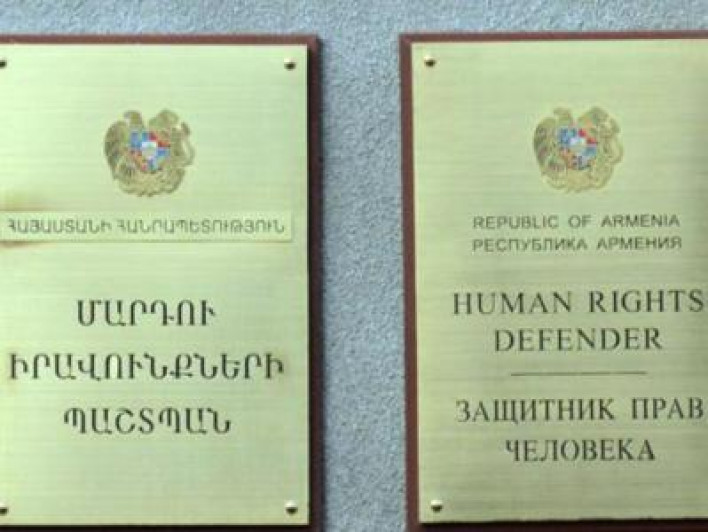 ՀԱՅԱՍՏԱՆԻ ՀԱՆՐԱՊԵՏՈՒԹՅՈՒՆ
ՄԱՐԴՈՒ
ԻՐԱՎՈՒՆՔՆԵՐԻ
ՊԱՇՏՊԱՆ
REPUBLIC OF ARMENIA
РЕСПУБЛИКА АРМЕНИЯ
HUMAN RIGHTS
DEFENDER
ЗАЩИТНИК ПРАВ
ЧЕЛОВЕКА